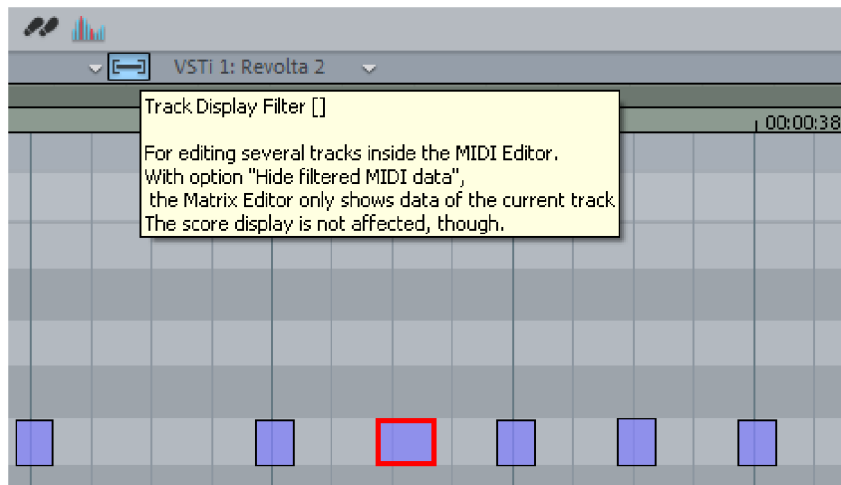 VSTi 1: Revolta 2
Track Display Filter []
00:00:38
For editing several tracks inside the MIDI Editor.
With option "Hide filtered MIDI data",
the Matrix Editor only shows data of the current track
The score display is not affected, though.